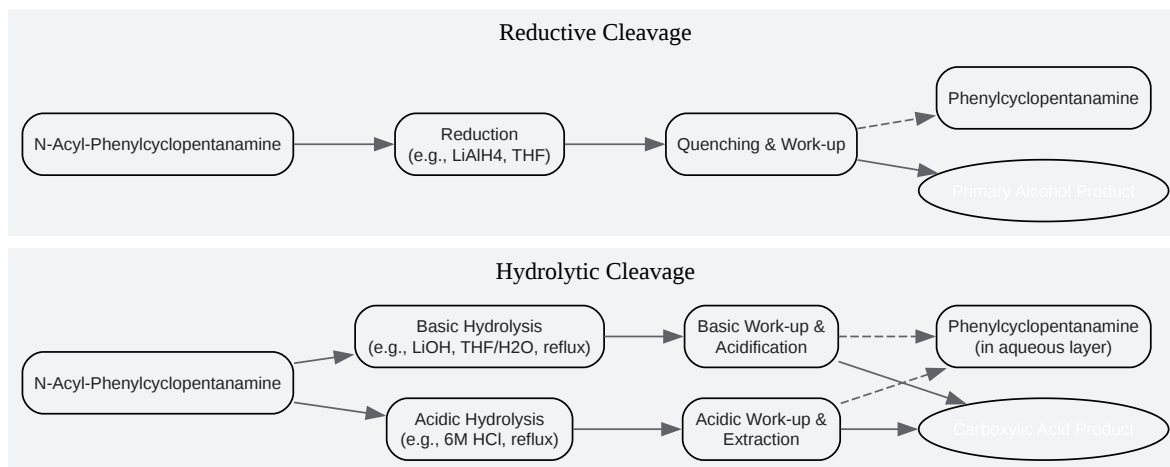 Reductive Cleavage
N-Acyl-Phenylcyclopentanamine
Reduction
(e.g., LiAlH4, THF)
Quenching & Work-up
Phenylcyclopentanamine
Primary Alcohol Product
Hydrolytic Cleavage
N-Acyl-Phenylcyclopentanamine
Basic Hydrolysis
(e.g., LiOH, THF/H2O, reflux)
Basic Work-up &
Acidification
Phenylcyclopentanamine
(in aqueous layer)
Acidic Hydrolysis
(e.g., 6M HCl, reflux)
Acidic Work-up &
Extraction
Carboxylic Acid Product